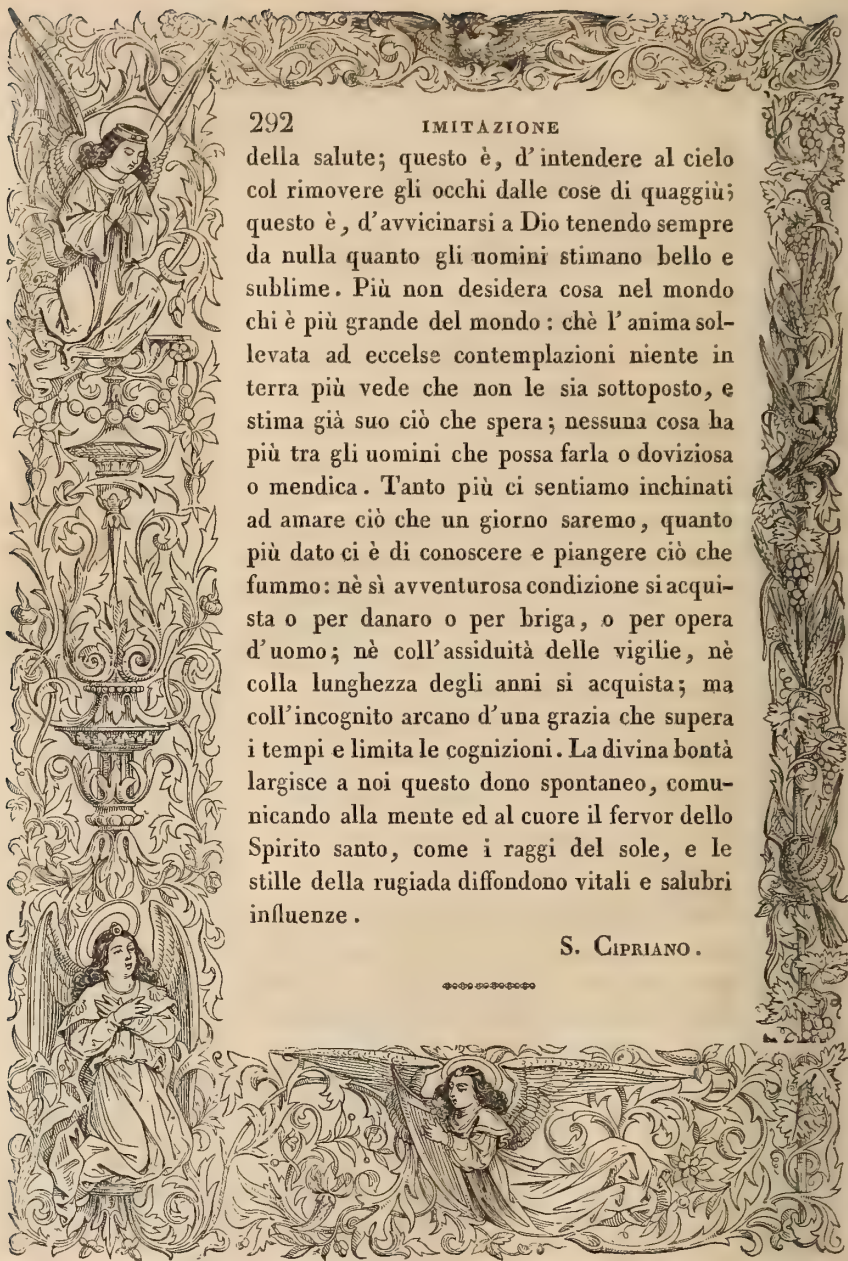 292 IMITAZIONE
della salute; questo è, d'intendere al cielo
col rimovere gli occhi dalle cose di quaggiù;
questo è, d'avvicinarsi a Dio tenendo sempre
da nulla quanto gli uomini stimano bello e
sublime. Più non desidera cosa nel mondo
chi è più grande del mondo: chè l'anima sol-
levata ad eccelse contemplazioni niente in
terra più vede che non le sia sottoposto, e
stima già suo ciò che spera; nessuna cosa ha
più tra gli uomini che possa farla o doviziosa
o mendica. Tanto più ci sentiamo inchinati
ad amare ciò che un giorno saremo, quanto
più dato ci è di conoscere e piangere ciò che
fummo: nè sì avventurosa condizione si acqui-
sta o per danaro o per briga, o per opera
d'uomo; nè coll'assiduità delle vigilie, nè
colla lunghezza degli anni si acquista; ma
coll'incognito arcano d'una grazia che supera
i tempi e limita le cognizioni. La divina bontà
largisce a noi questo dono spontaneo, comu-
nicando alla mente ed al cuore il fervor dello
Spirito santo, come i raggi del sole, e le
stille della rugiada diffondono vitali e salubri
influenze.
S. CIPRIANO.